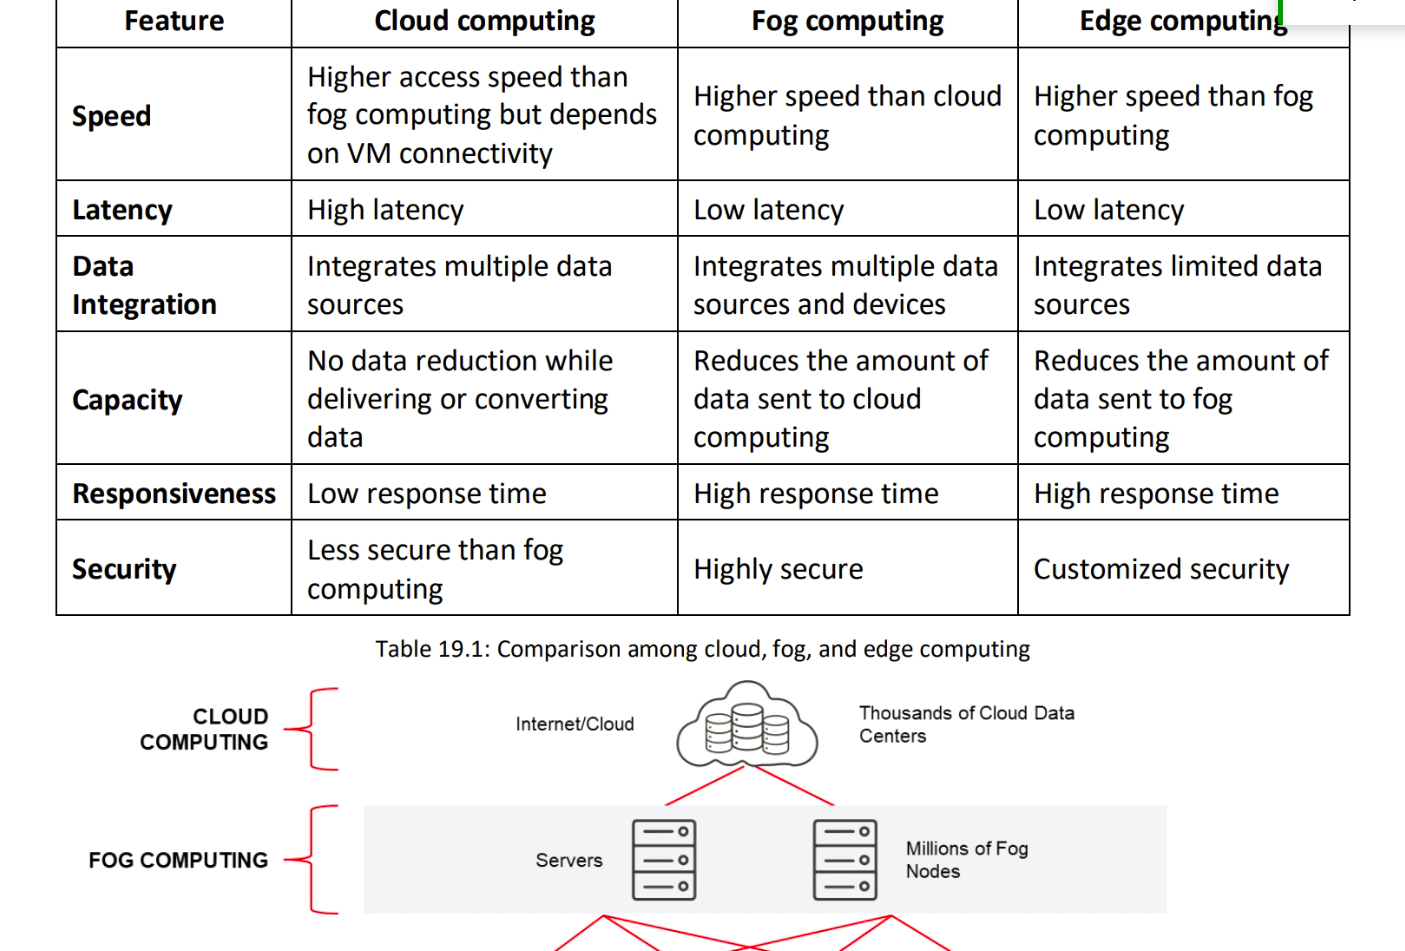 Feature Cloud computing Fog computing Edge computing
Speed
Higher access speed than
fog computing but depends
on VM connectivity
Higher speed than cloud
computing
Higher speed than fog
computing
Latency High latency Low latency Low latency
Data
Integration
Integrates multiple data
sources
Integrates multiple data
sources and devices
Integrates limited data
sources
Capacity
No data reduction while
delivering or converting
data
Reduces the amount of
data sent to cloud
computing
Reduces the amount of
data sent to fog
computing
Responsiveness Low response time High response time High response time
Security
Less secure than fog
computing
Highly secure
Customized security
Table 19.1: Comparison among cloud, fog, and edge computing
CLOUD
COMPUTING
Internet/Cloud
Thousands of Cloud Data
Centers
FOG COMPUTING
Servers
Millions of Fog
Nodes